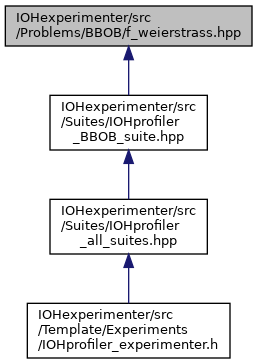 IOHexperimenter/src
/Problems/BBOB/f_weierstrass.hpp
IOHexperimenter/src
/Suites/IOHprofiler
_BBOB_suite.hpp
IOHexperimenter/src
/Suites/IOHprofiler
_all_suites.hpp
IOHexperimenter/src
/Template/Experiments
/IOHprofiler_experimenter.h